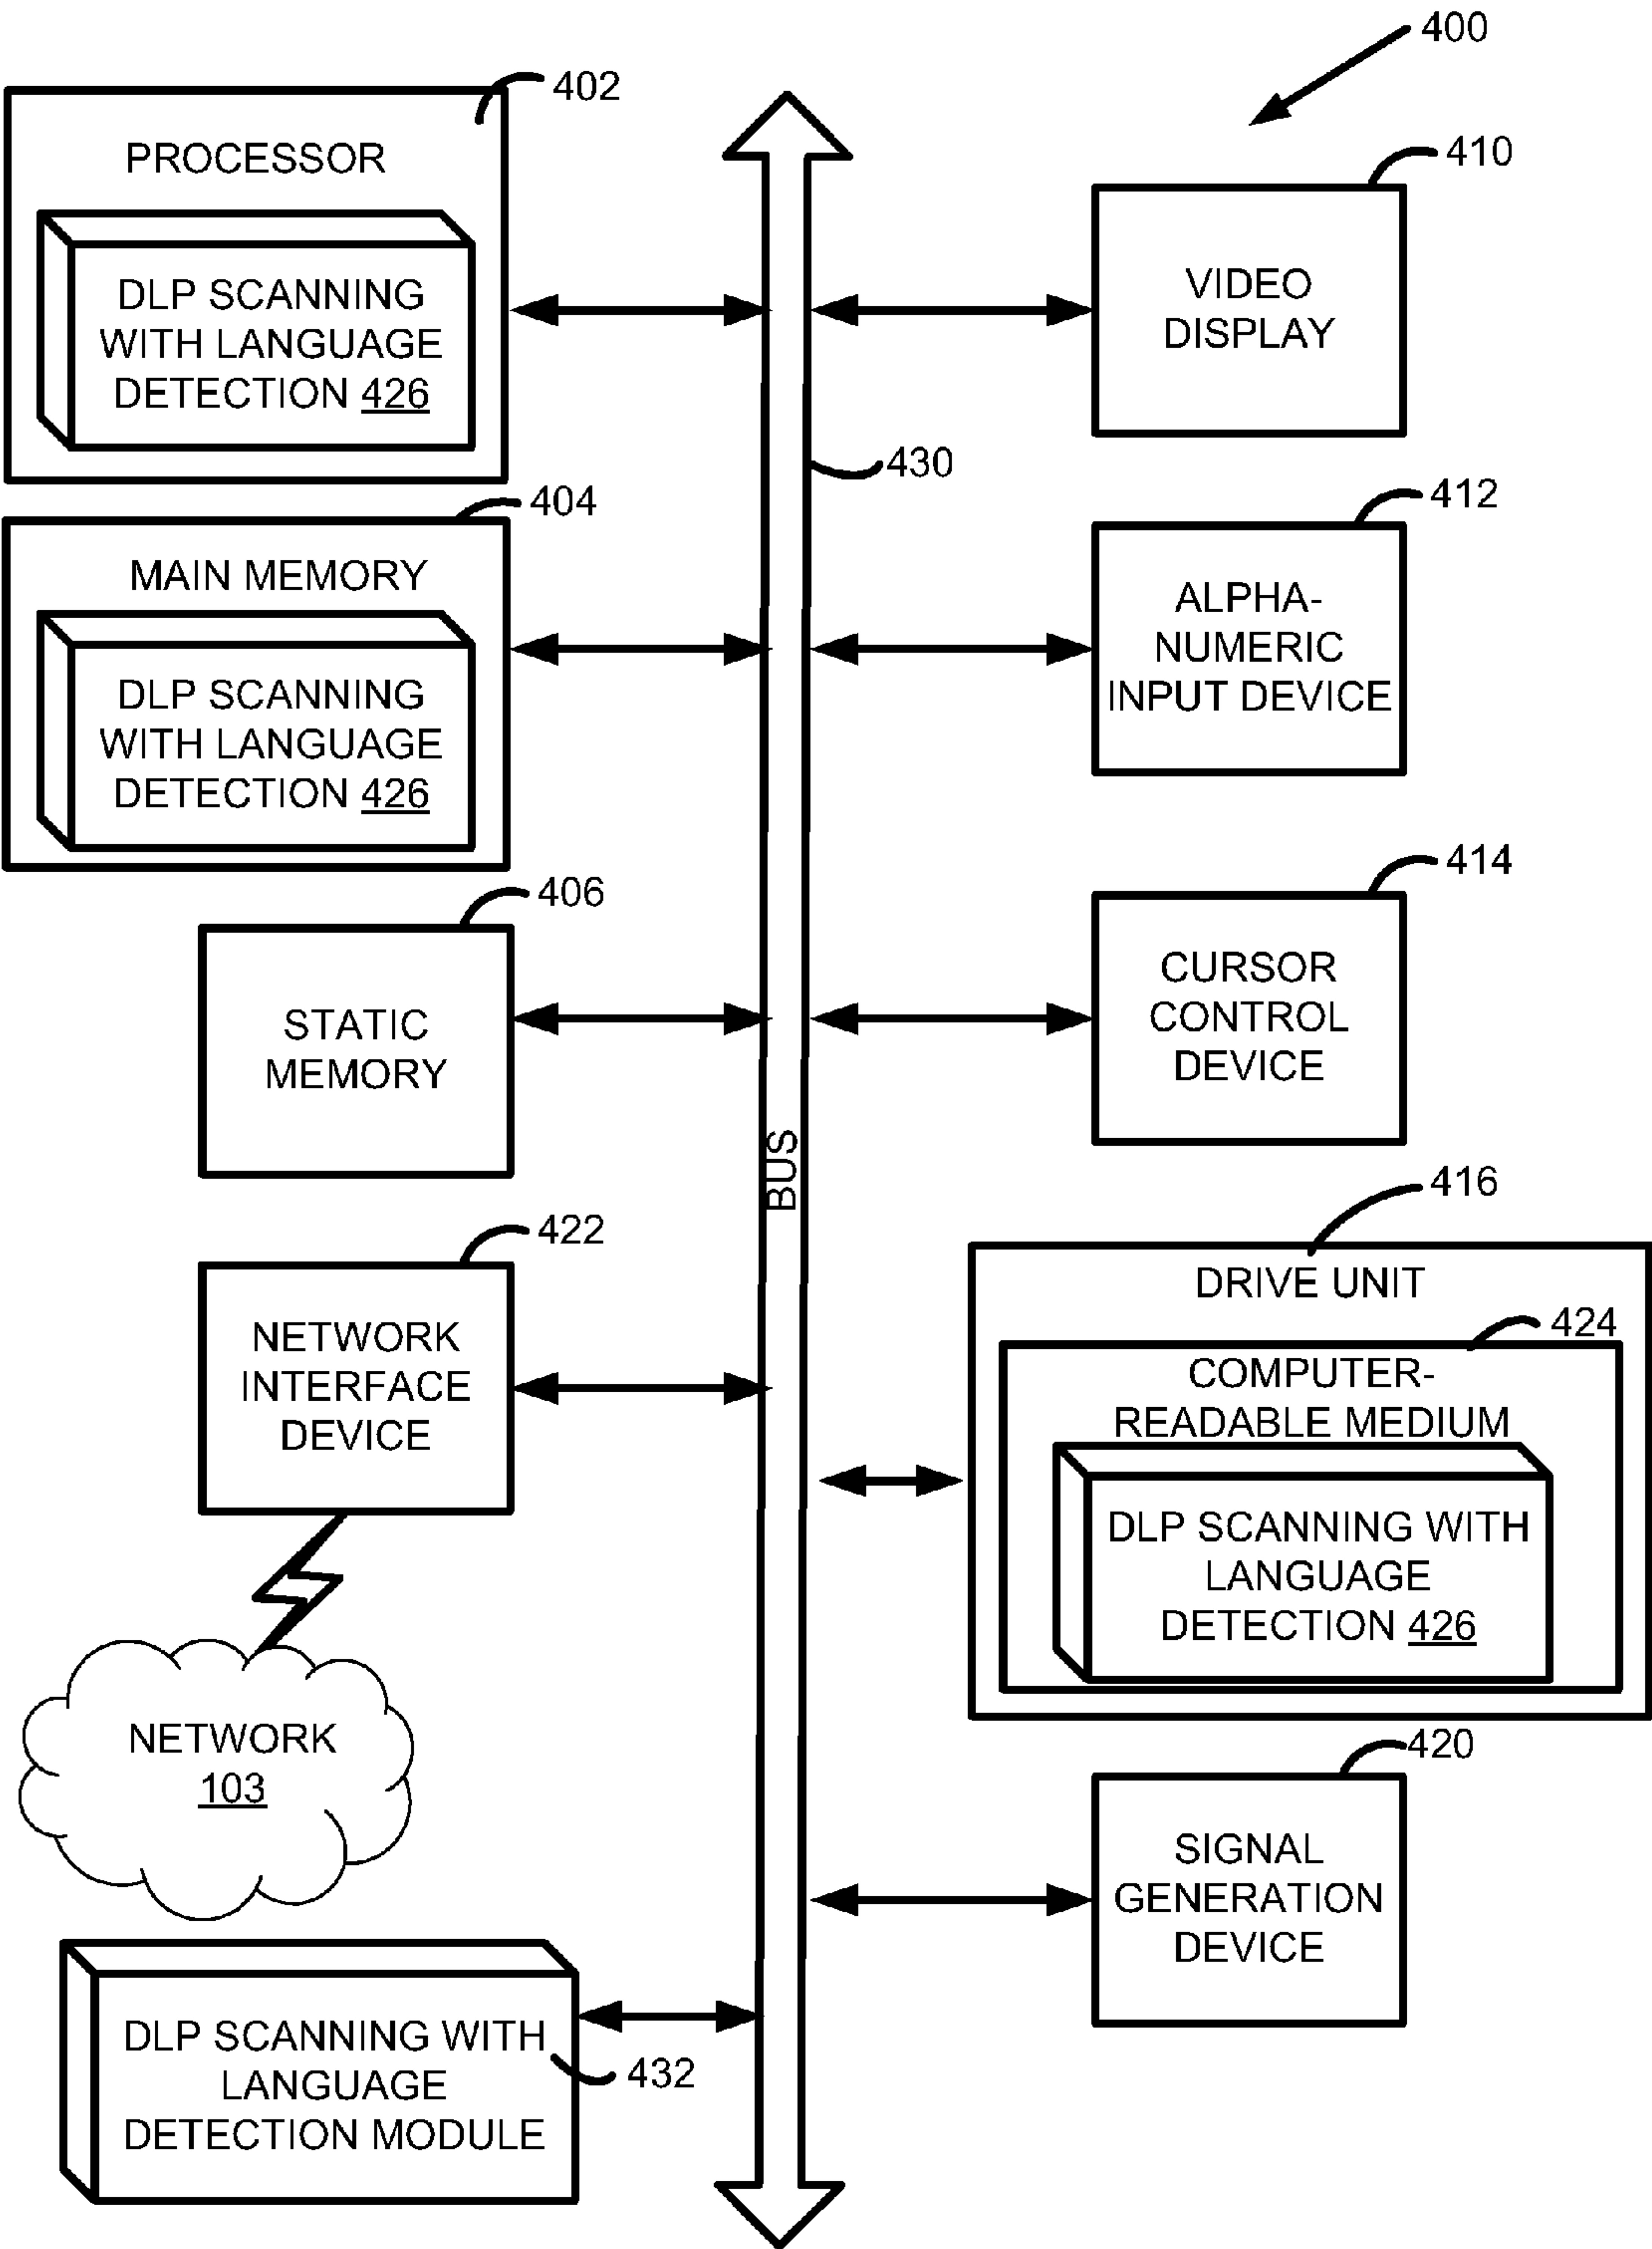 400
402
PROCESSOR
DLP SCANNING
WITH LANGUAGE
DETECTION 426
404
MAIN MEMORY
DLP SCANNING
WITH LANGUAGE
DETECTION 426
406
STATIC
MEMORY
422
NETWORK
INTERFACE
DEVICE
NETWORK
103
DLP SCANNING WITH
LANGUAGE
DETECTION MODULE
432
430
BUS
410
VIDEO
DISPLAY
412
ALPHA-
NUMERIC
INPUT DEVICE
414
CURSOR
CONTROL
DEVICE
416
DRIVE UNIT
424
COMPUTER-
READABLE MEDIUM
DLP SCANNING WITH
LANGUAGE
DETECTION 426
420
SIGNAL
GENERATION
DEVICE